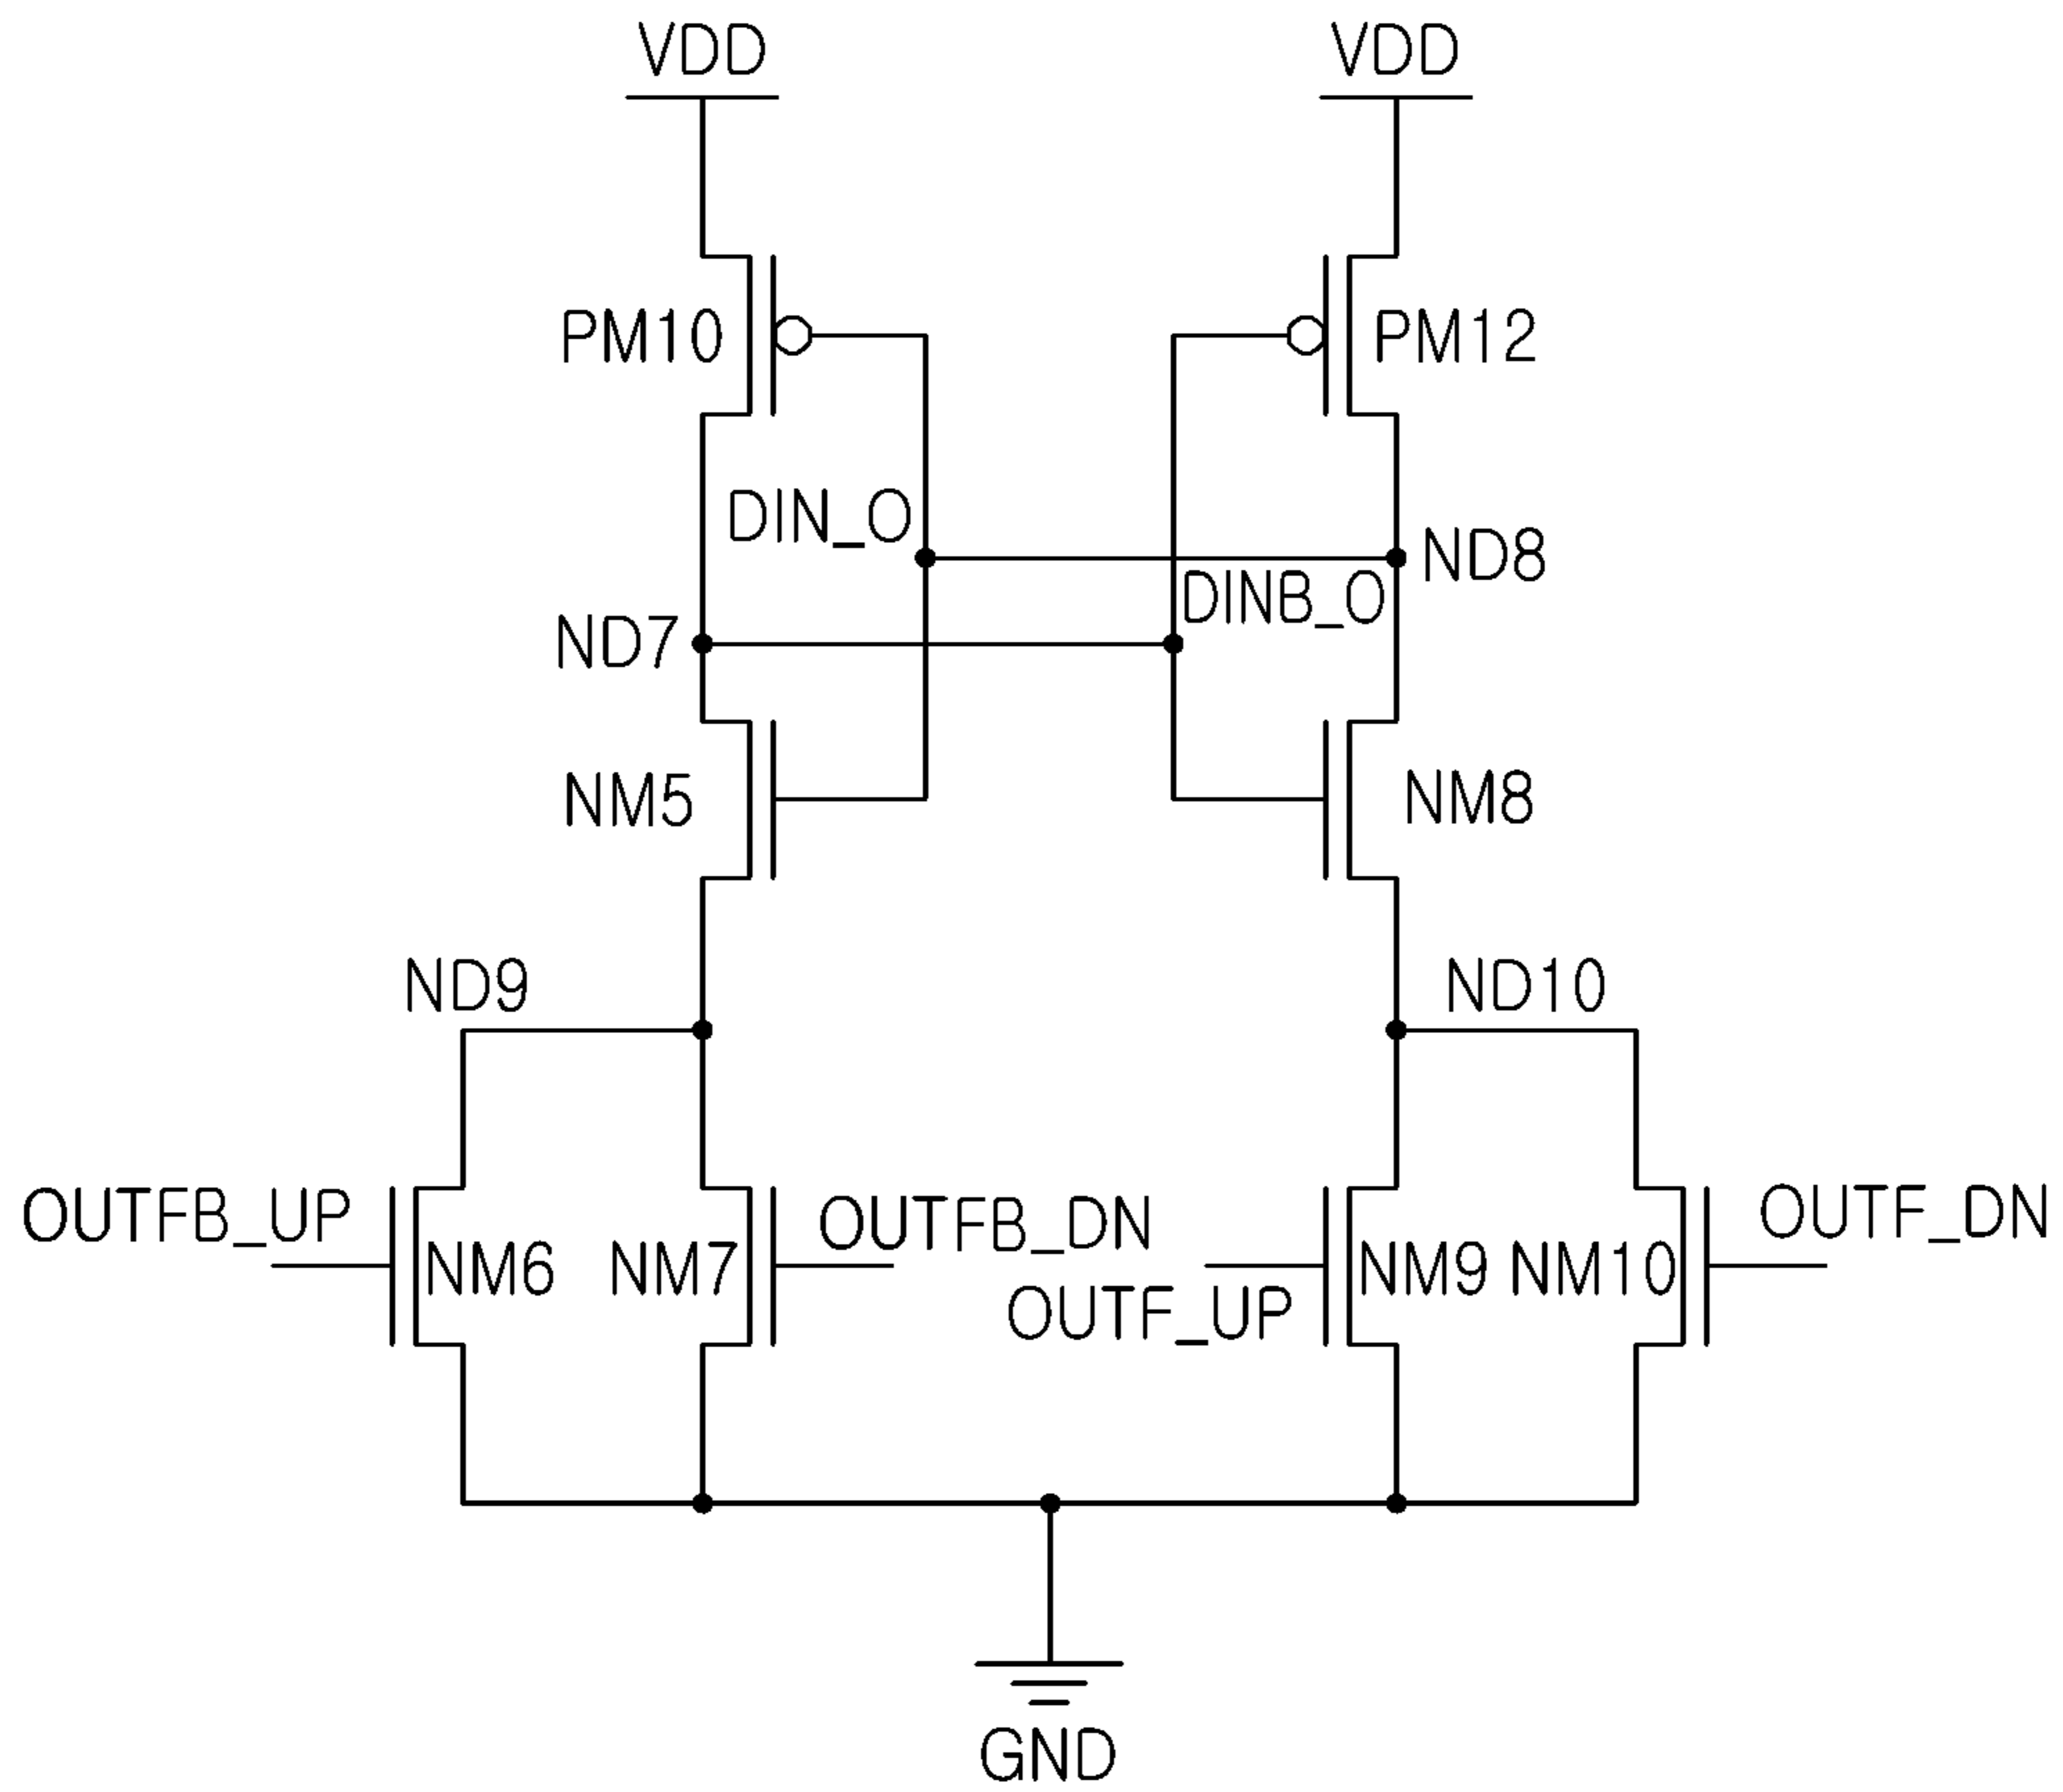 VDD
VDD
PM10
PM12
DIN_O
ND8
DINB_O
ND7
NM5
NM8
ND9
ND10
OUTFB_UP
OUTFB_DN
OUTF_DN
NM6
NM7
NM9
NM10
OUTF_UP
GND